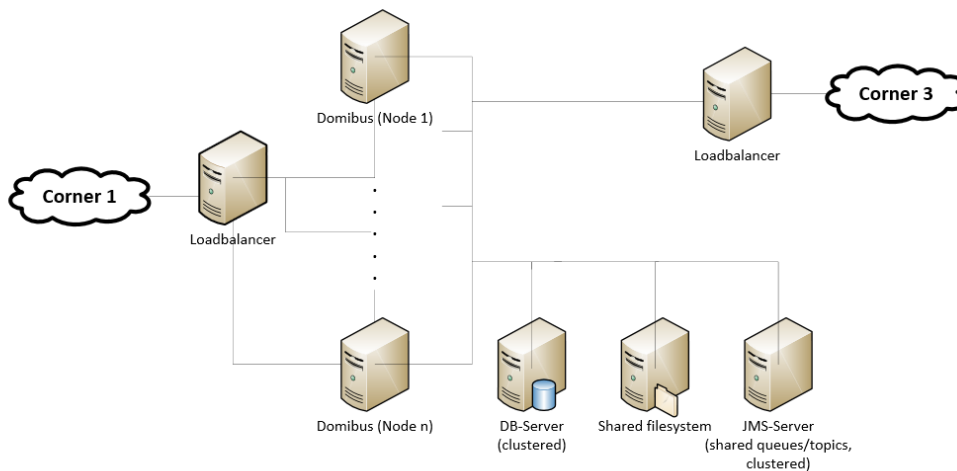 Domibus (Node 1)
Corner 3
Loadbalancer
Corner 1
Loadbalancer
Domibus (Node n)
DB-Server
(clustered)
Shared filesystem
JMS-Server
(shared queues/topics,
clustered)